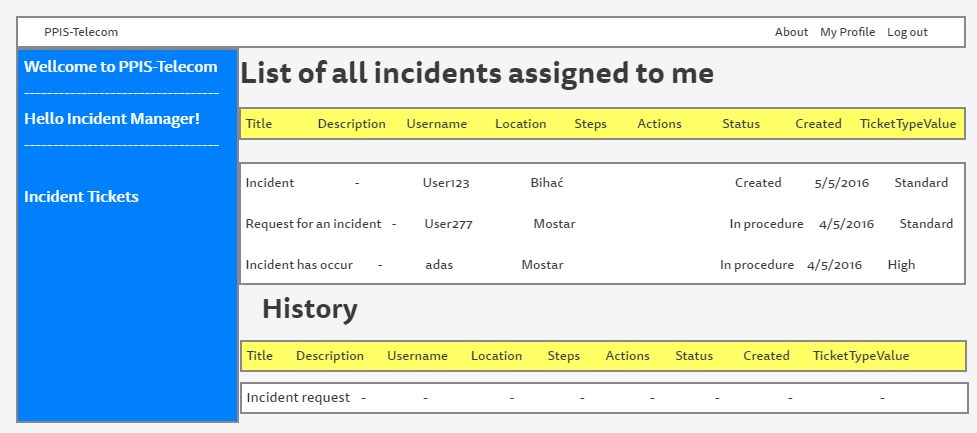 PPIS-Telecom About My Profile Log out
Wellcome to PPIS-Telecom
----------------------------------
Hello Incident Manager!
----------------------------------
Incident Tickets
List of all incidents assigned to me
Title Description Username Location Steps Actions Status Created TicketTypeValue
Incident - User123 Bihać Created 5/5/2016 Standard
Request for an incident - User277 Mostar In procedure 4/5/2016 Standard
Incident has occur - adas Mostar In procedure 4/5/2016 High
History
Title Description Username Location Steps Actions Status Created TicketTypeValue
Incident request - - - - - - - -